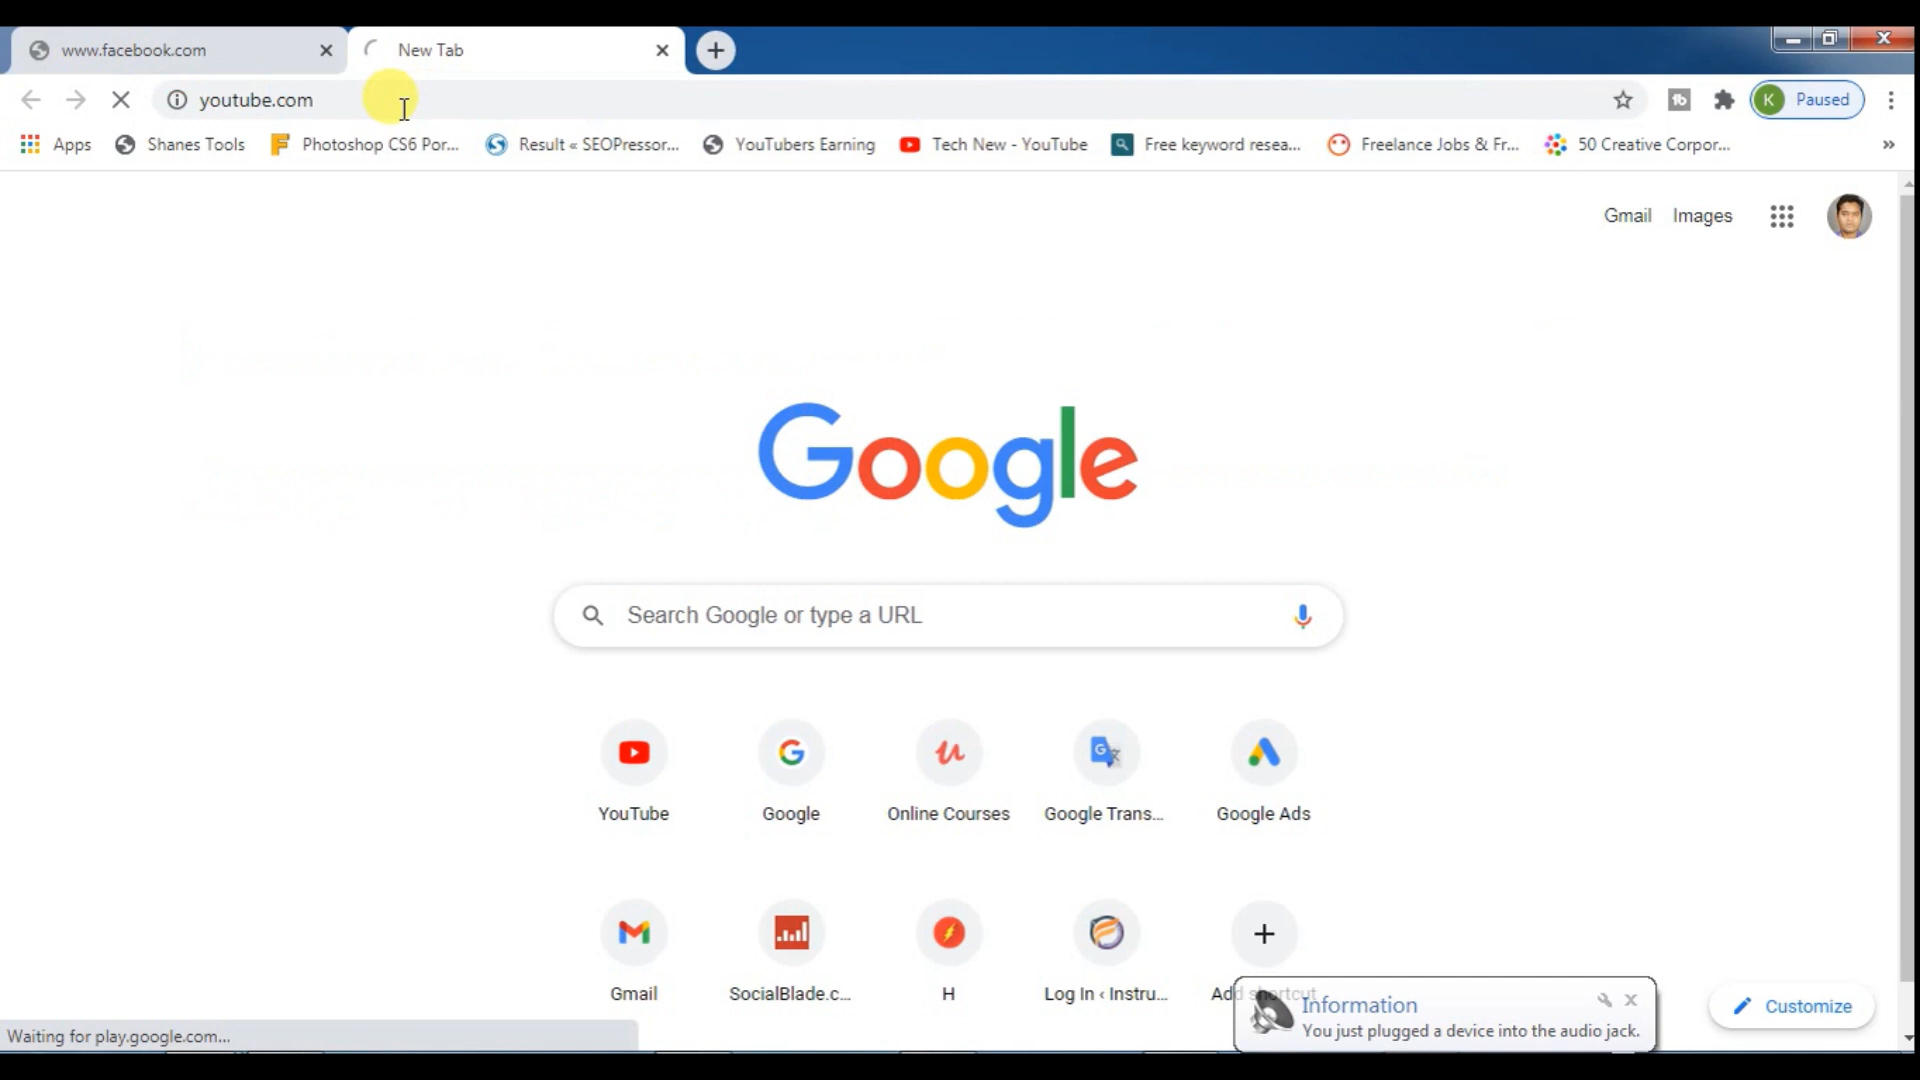 www.facebook.com
New Tab
youtube.com
K Paused
Apps
Shanes Tools
Photoshop CS6 Por...
Result « SEOPressor...
YouTubers Earning
Tech New - YouTube
Free keyword resea...
Freelance Jobs & Fr...
50 Creative Corpor...
»
Gmail
Images
Google
Search Google or type a URL
YouTube
Google
Online Courses
Google Trans...
Google Ads
Gmail
SocialBlade.c...
H
Log In ‹ Instru...
Add shortcut
Information
You just plugged a device into the audio jack.
Customize
Waiting for play.google.com...